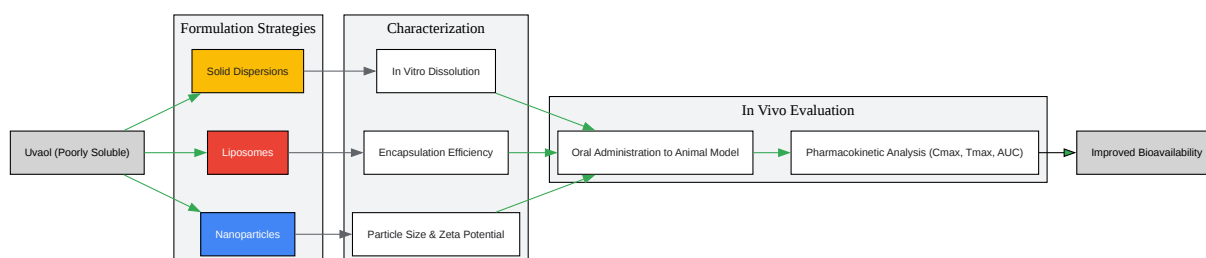 Formulation Strategies
Characterization
Solid Dispersions
In Vitro Dissolution
In Vivo Evaluation
Uvaol (Poorly Soluble)
Liposomes
Encapsulation Efficiency
Oral Administration to Animal Model
Pharmacokinetic Analysis (Cmax, Tmax, AUC)
Improved Bioavailability
Nanoparticles
Particle Size & Zeta Potential